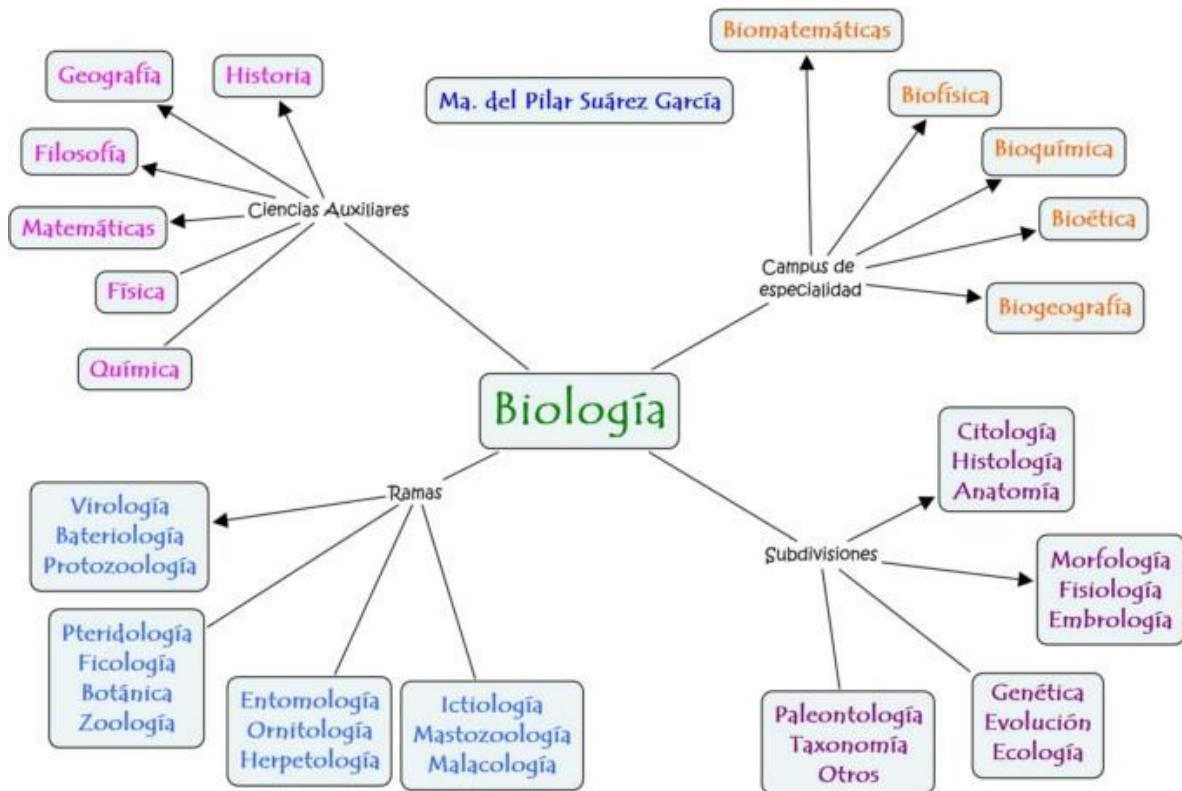 Geografía
Historia
Filosofía
Matemáticas
Física
Química
Ciencias Auxiliares
Ma. del Pilar Suárez García
Biomatemáticas
Biofísica
Bioquímica
Bioética
Biogeografía
Campus de
especialidad
Biología
Ramas
Virología
Bateriología
Protozoología
Pteridología
Ficología
Botánica
Zoología
Entomología
Ornitología
Herpetología
Ictiología
Mastozoología
Malacología
Subdivisiones
Citología
Histología
Anatomía
Morfología
Fisiología
Embrología
Genética
Evolución
Ecología
Paleontología
Taxonomía
Otros